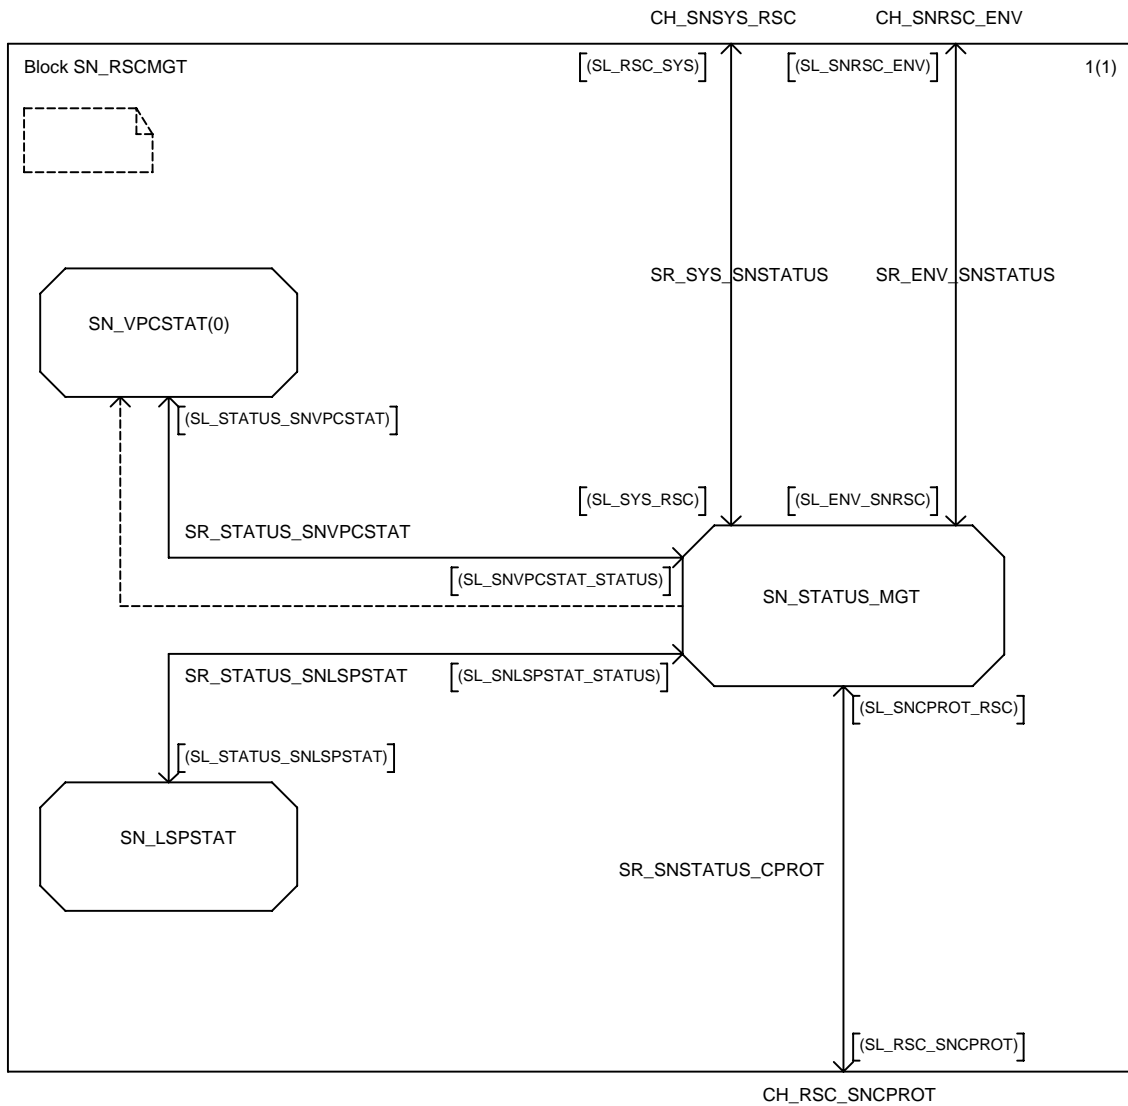 CH_SNSYS_RSC
CH_SNRSC_ENV
Block SN_RSCMGT
[(SL_RSC_SYS)]
[(SL_SNRSC_ENV)]
1(1)
SR_SYS_SNSTATUS
SR_ENV_SNSTATUS
SN_VPCSTAT(0)
[(SL_STATUS_SNVPCSTAT)]
[(SL_SYS_RSC)]
[(SL_ENV_SNRSC)]
SR_STATUS_SNVPCSTAT
[(SL_SNVPCSTAT_STATUS)]
SN_STATUS_MGT
SR_STATUS_SNLSPSTAT
[(SL_SNLSPSTAT_STATUS)]
[(SL_SNCPROT_RSC)]
[(SL_STATUS_SNLSPSTAT)]
SN_LSPSTAT
SR_SNSTATUS_CPROT
[(SL_RSC_SNCPROT)]
CH_RSC_SNCPROT